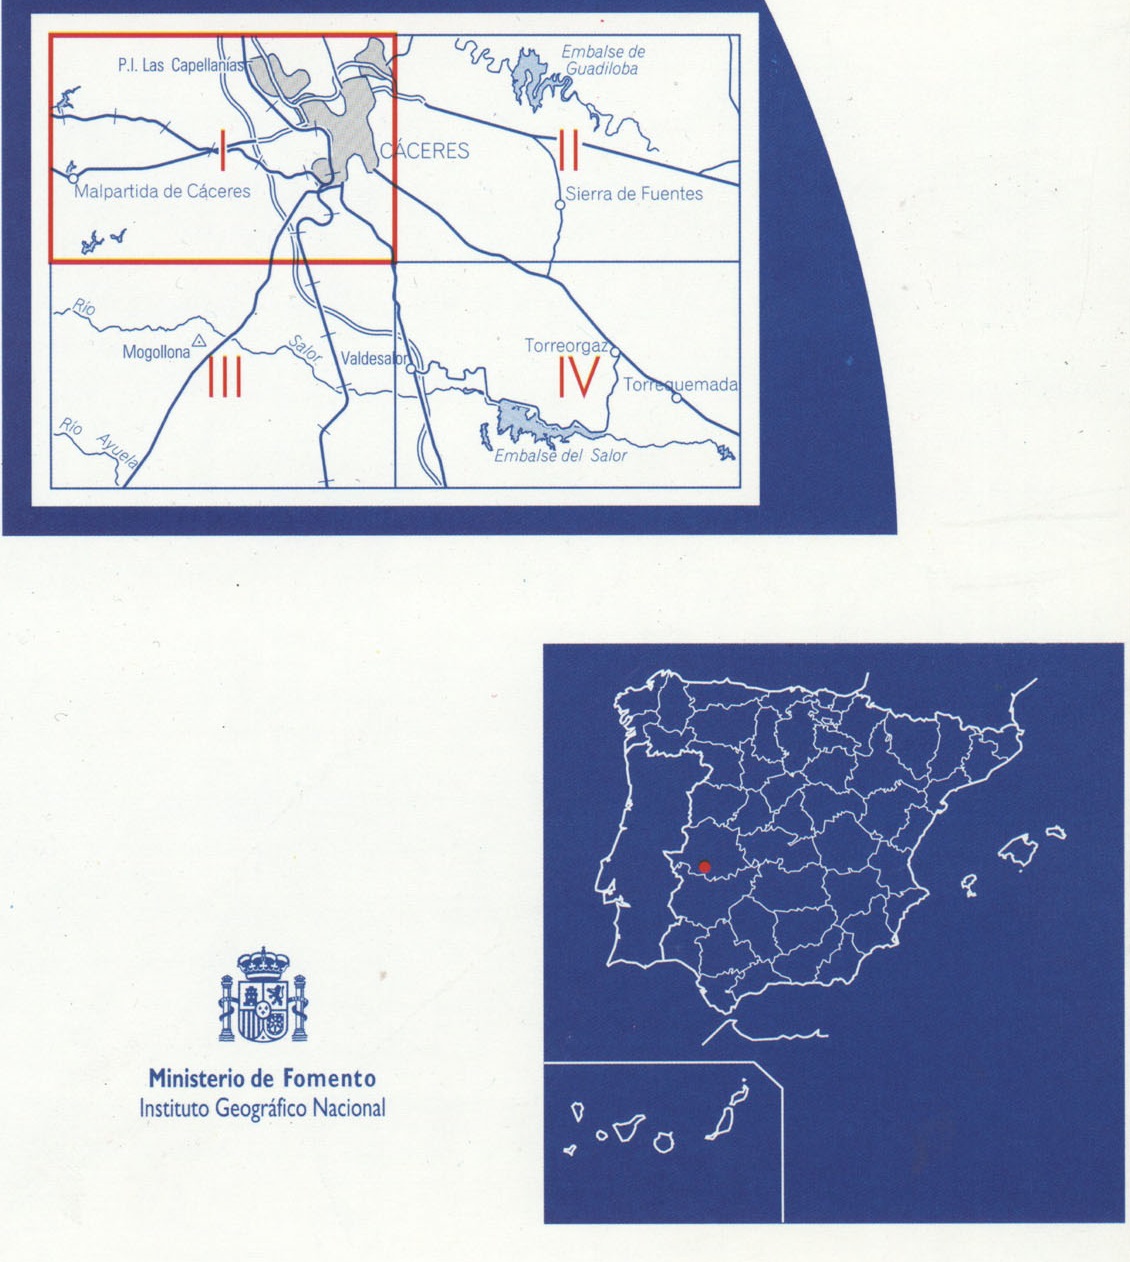 P.I. Las Capellanías
Embalse de
Guadiloba
I
II
CÁCERES
Malpartida de Cáceres
Sierra de Fuentes
Río
Mogollona
Salor
Valdesalor
Torreorgaz
III
IV
Torrequemada
Río Ayuela
Embalse del Salor
Ministerio de Fomento
Instituto Geográfico Nacional